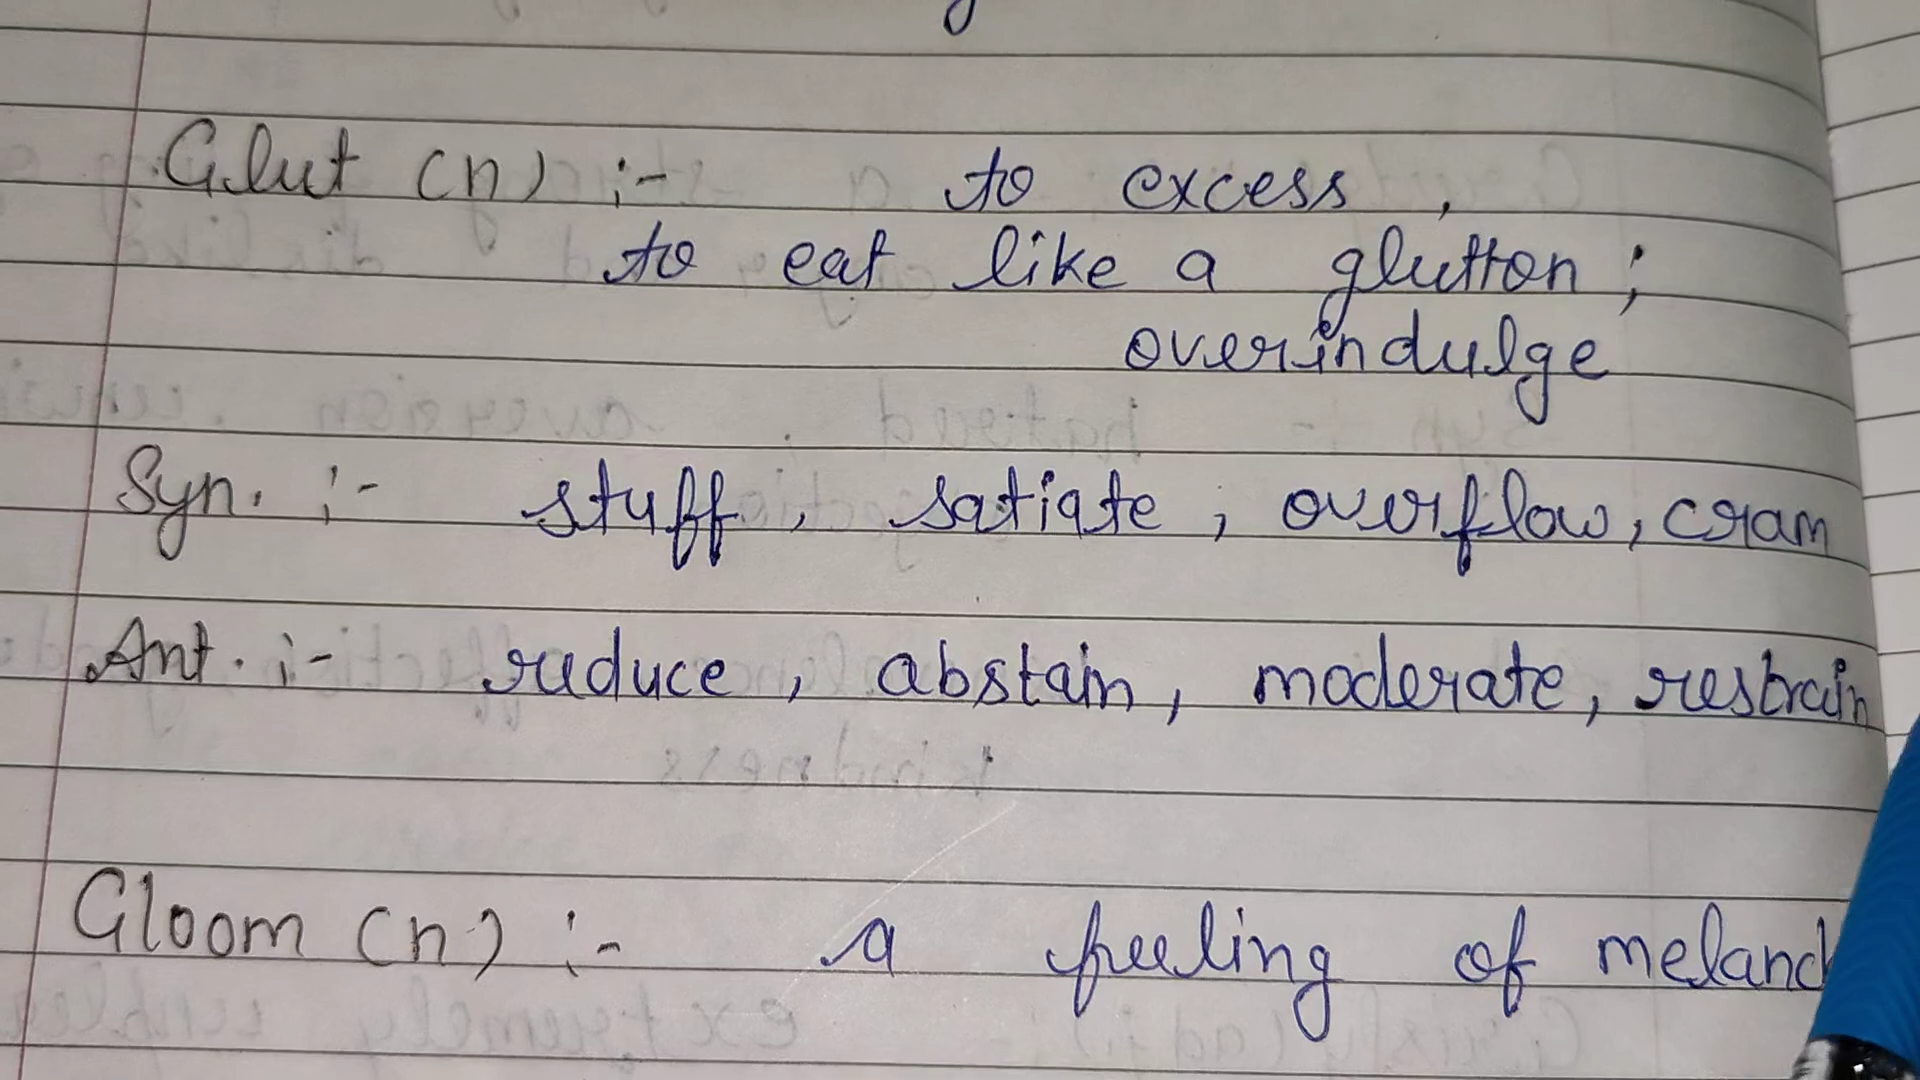 Glut (n) :- to excess,
to eat like a glutton;
overindulge
Syn. :- stuff, satiate, overflow, cram
Ant. :- reduce, abstain, moderate, restrain
Gloom (n) :- a feeling of melanch